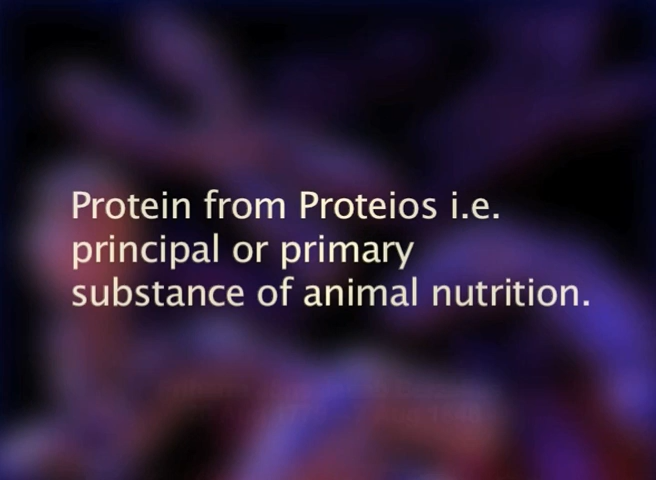 Protein from Proteios i.e.
principal or primary
substance of animal nutrition.